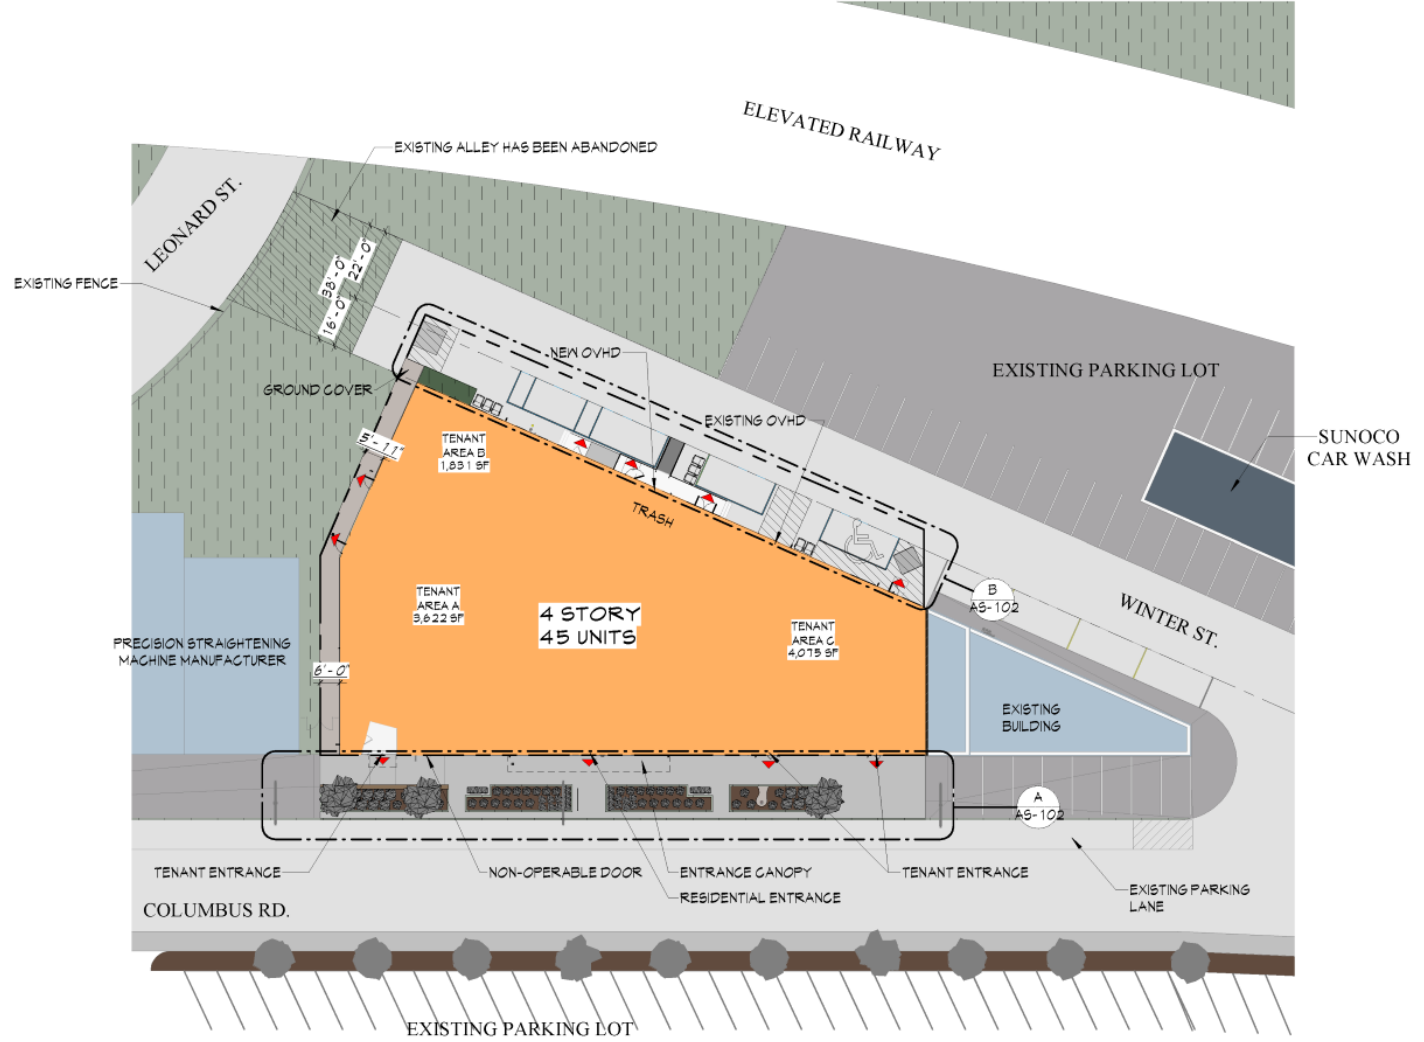 ELEVATED RAILWAY
EXISTING ALLEY HAS BEEN ABANDONED
LEONARD ST.
38'-0"
22'-0"
16'-0"
EXISTING FENCE
NEW OVHD
EXISTING PARKING LOT
GROUND COVER
EXISTING OVHD
SUNOCO
CAR WASH
5'-11"
TENANT
AREA B
1,831 SF
TRASH
B
AS-102
TENANT
AREA A
3,622 SF
4 STORY
45 UNITS
TENANT
AREA C
4,075 SF
WINTER ST.
PRECISION STRAIGHTENING
MACHINE MANUFACTURER
6'-0"
EXISTING
BUILDING
A
AS-102
TENANT ENTRANCE
NON-OPERABLE DOOR
ENTRANCE CANOPY
TENANT ENTRANCE
RESIDENTIAL ENTRANCE
EXISTING PARKING
LANE
COLUMBUS RD.
EXISTING PARKING LOT